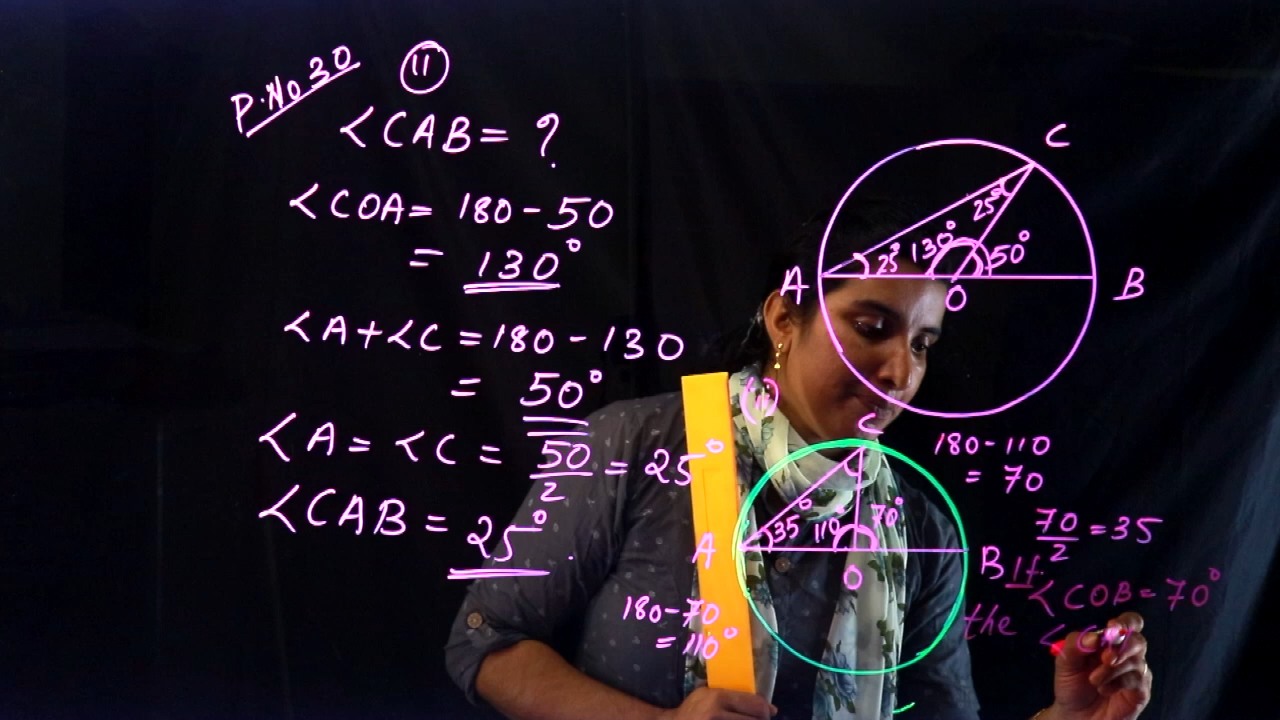 P.No 30
(11)
<CAB = ?
<COA = 180 - 50
= 130°
<A + <C = 180 - 130
= 50°
<A = <C = 50/2 = 25°
<CAB = 25°.
C
25°
25° 130° 50°
A O B
(ii)
C
35° 110° 70°
A O B
180 - 70
= 110°
180 - 110
= 70
70/2 = 35
If <COB = 70°
the